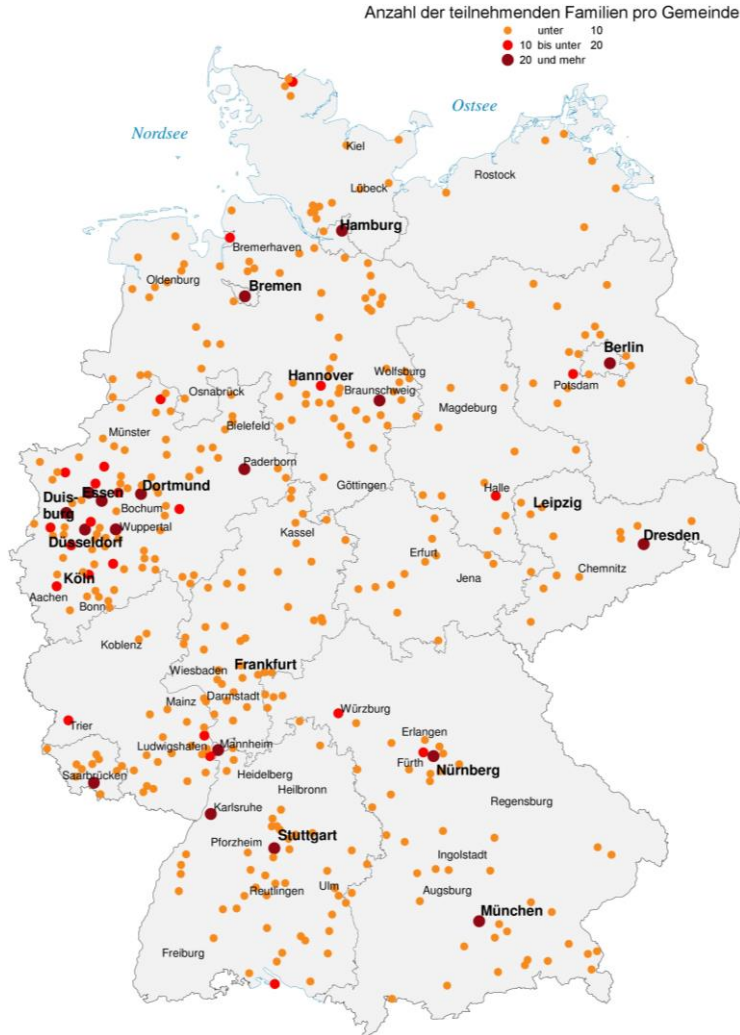 Anzahl der teilnehmenden Familien pro Gemeinde
unter 10
10 bis unter 20
20 und mehr
Ostsee
Nordsee
Kiel
Rostock
Lübeck
Hamburg
Bremerhaven
Oldenburg
Bremen
Berlin
Hannover
Wolfsburg
Potsdam
Osnabrück
Braunschweig
Magdeburg
Münster
Bielefeld
Paderborn
Göttingen
Halle
Essen
Dortmund
Duis-
burg
Bochum
Leipzig
Wuppertal
Kassel
Dresden
Düsseldorf
Erfurt
Chemnitz
Köln
Jena
Aachen
Bonn
Koblenz
Frankfurt
Wiesbaden
Darmstadt
Mainz
Würzburg
Trier
Erlangen
Ludwigshafen
Mannheim
Fürth
Nürnberg
Saarbrücken
Heidelberg
Heilbronn
Regensburg
Karlsruhe
Stuttgart
Pforzheim
Ingolstadt
Reutlingen
Ulm
Augsburg
München
Freiburg